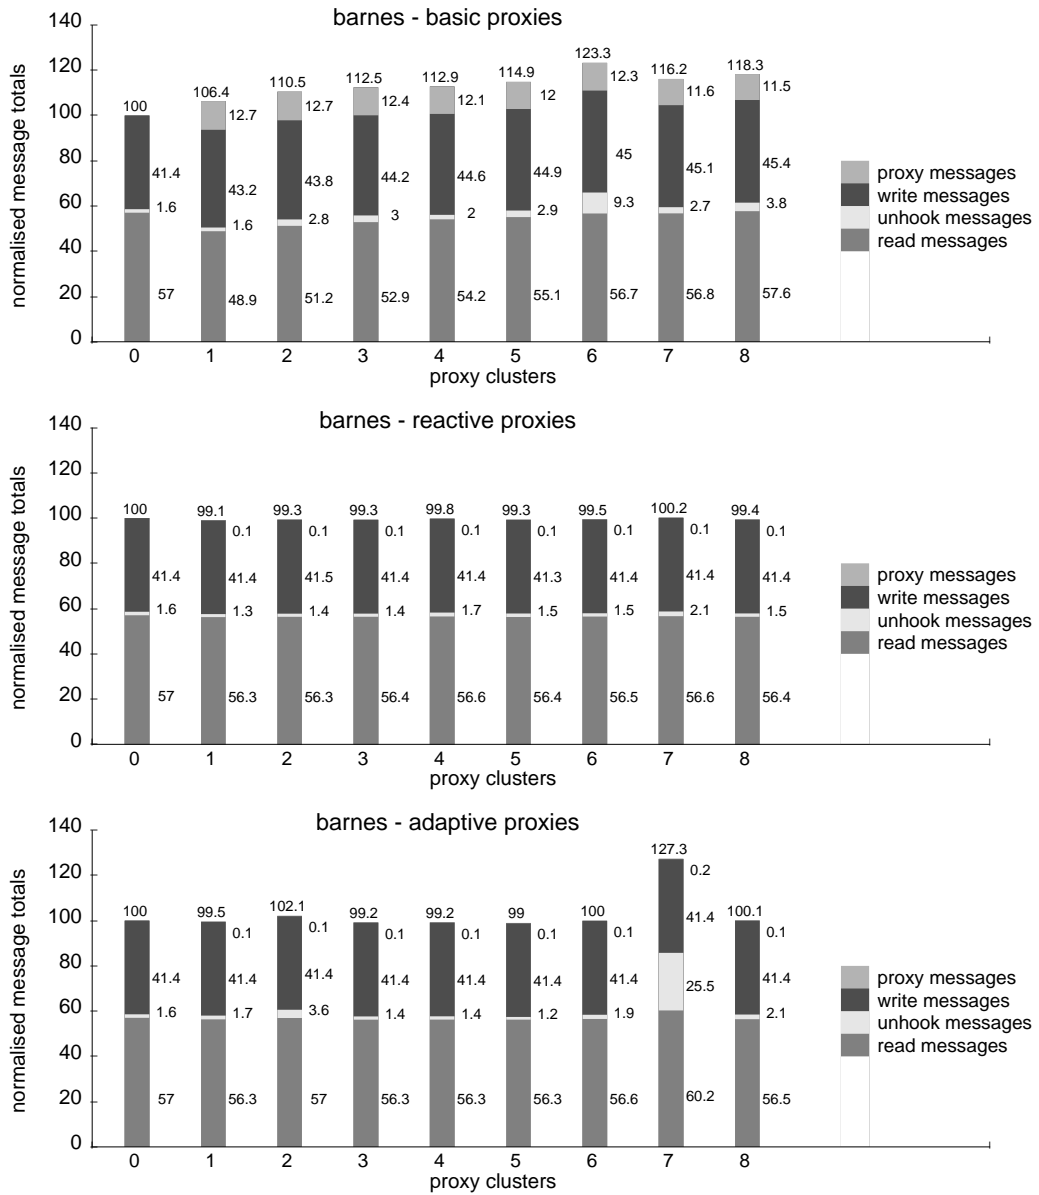 barnes - basic proxies
normalised message totals
140
120
100
80
60
40
20
0
100 106.4 110.5 112.5 112.9 114.9 123.3 116.2 118.3
12.7 12.7 12.4 12.1 12 12.3 11.6 11.5
41.4 43.2 43.8 44.2 44.6 44.9 45 45.1 45.4
1.6 1.6 2.8 3 2 2.9 9.3 2.7 3.8
57 48.9 51.2 52.9 54.2 55.1 56.7 56.8 57.6
0 1 2 3 4 5 6 7 8
proxy clusters
proxy messages
write messages
unhook messages
read messages
barnes - reactive proxies
normalised message totals
140
120
100
80
60
40
20
0
100 99.1 99.3 99.3 99.8 99.3 99.5 100.2 99.4
0.1 0.1 0.1 0.1 0.1 0.1 0.1 0.1
41.4 41.4 41.5 41.4 41.4 41.3 41.4 41.4 41.4
1.6 1.3 1.4 1.4 1.7 1.5 1.5 2.1 1.5
57 56.3 56.3 56.4 56.6 56.4 56.5 56.6 56.4
0 1 2 3 4 5 6 7 8
proxy clusters
proxy messages
write messages
unhook messages
read messages
barnes - adaptive proxies
normalised message totals
140
120
100
80
60
40
20
0
100 99.5 102.1 99.2 99.2 99 100 127.3 100.1
0.1 0.1 0.1 0.1 0.1 0.1 0.2 0.1
41.4 41.4 41.4 41.4 41.4 41.4 41.4 41.4 41.4
1.6 1.7 3.6 1.4 1.4 1.2 1.9 25.5 2.1
57 56.3 57 56.3 56.3 56.3 56.6 60.2 56.5
0 1 2 3 4 5 6 7 8
proxy clusters
proxy messages
write messages
unhook messages
read messages